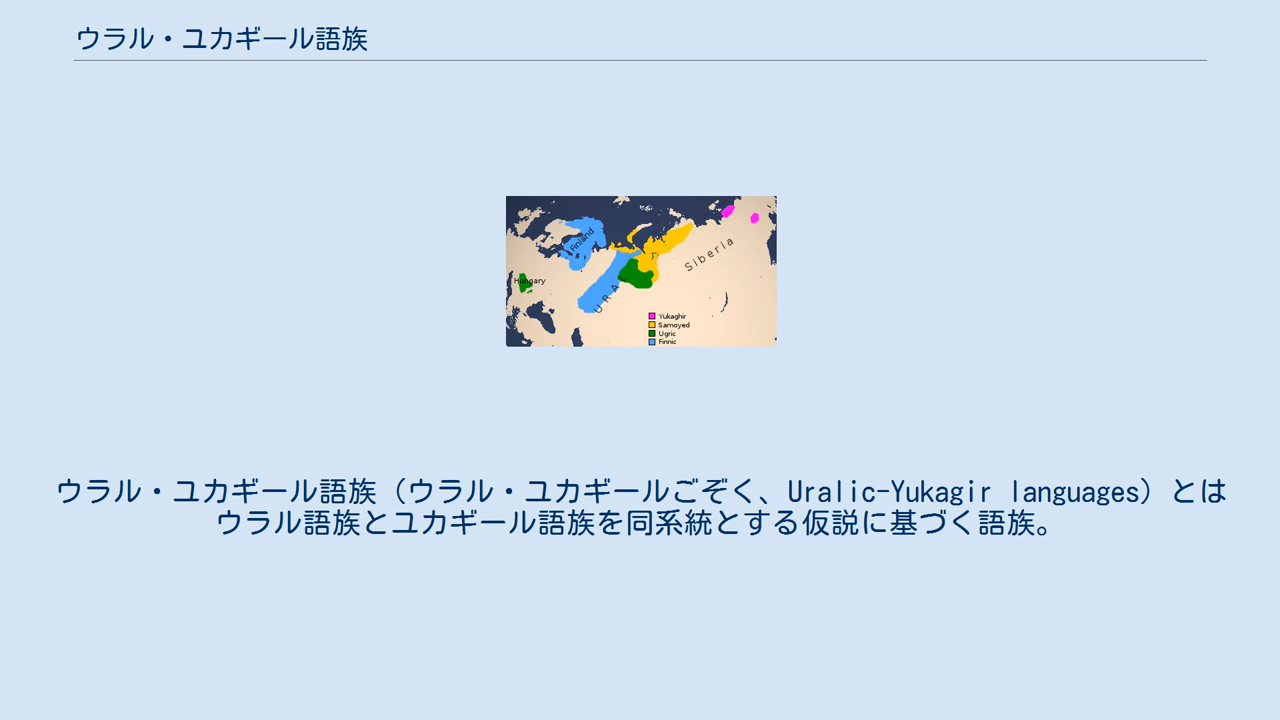 ウラル・ユカギール語族
Finland
Siberia
Hungary
URA
Yukaghir
Samoyed
Ugric
Finnic
ウラル・ユカギール語族（ウラル・ユカギールごぞく、Uralic-Yukagir languages）とは
ウラル語族とユカギール語族を同系統とする仮説に基づく語族。